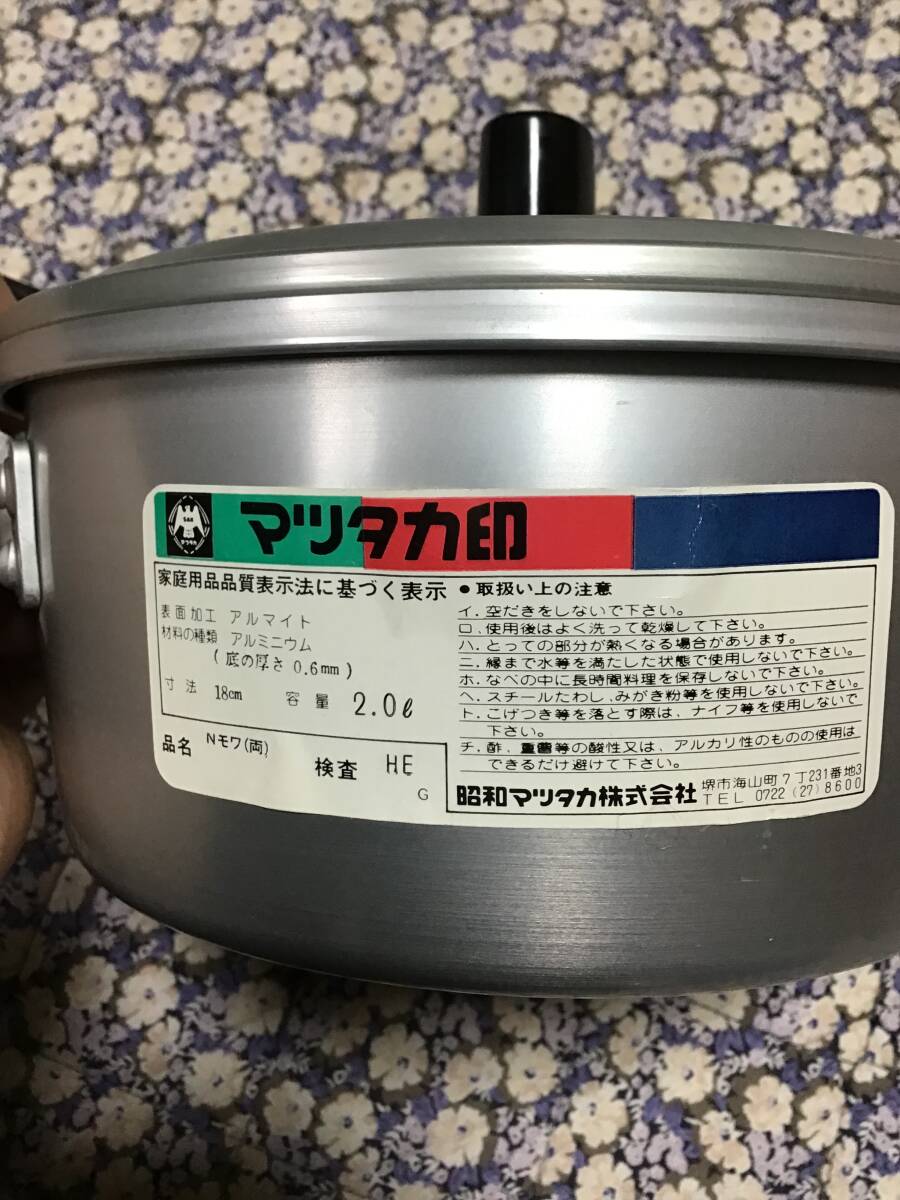 マツタカ印
家庭用品品質表示法に基づく表示
表面加工 アルマイト
材料の種類 アルミニウム
(底の厚さ 0.6mm)
寸法 18cm 容量 2.0ℓ
品名 Nモワ(両) 検査 HE
G
●取扱い上の注意
イ.空だきをしないで下さい。
ロ.使用後はよく洗って乾燥して下さい。
ハ.とっての部分が熱くなる場合があります。
ニ.縁まで水等を満たした状態で使用しないで下さい。
ホ.なべの中に長時間料理を保存しないで下さい。
ヘ.スチールたわし、みがき粉等を使用しないで下さい。
ト.こげつき等を落とす際は、ナイフ等を使用しないで
下さい。
チ.酢、重曹等の酸性又は、アルカリ性のものの使用は
できるだけ避けて下さい。
昭和マツタカ株式会社 堺市海山町7丁231番地3
TEL 0722(27)8600